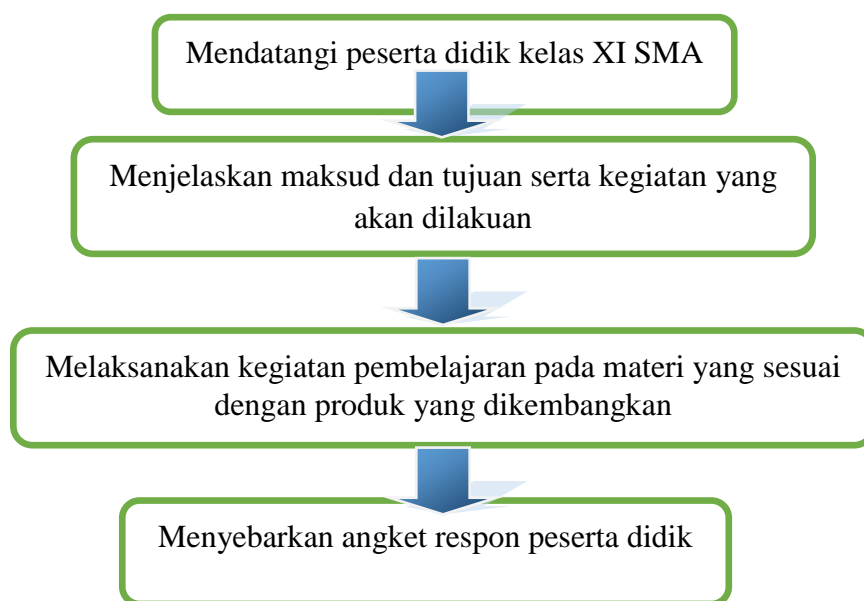 Mendatangi peserta didik kelas XI SMA
Menjelaskan maksud dan tujuan serta kegiatan yang
akan dilakuan
Melaksanakan kegiatan pembelajaran pada materi yang sesuai
dengan produk yang dikembangkan
Menyebarkan angket respon peserta didik